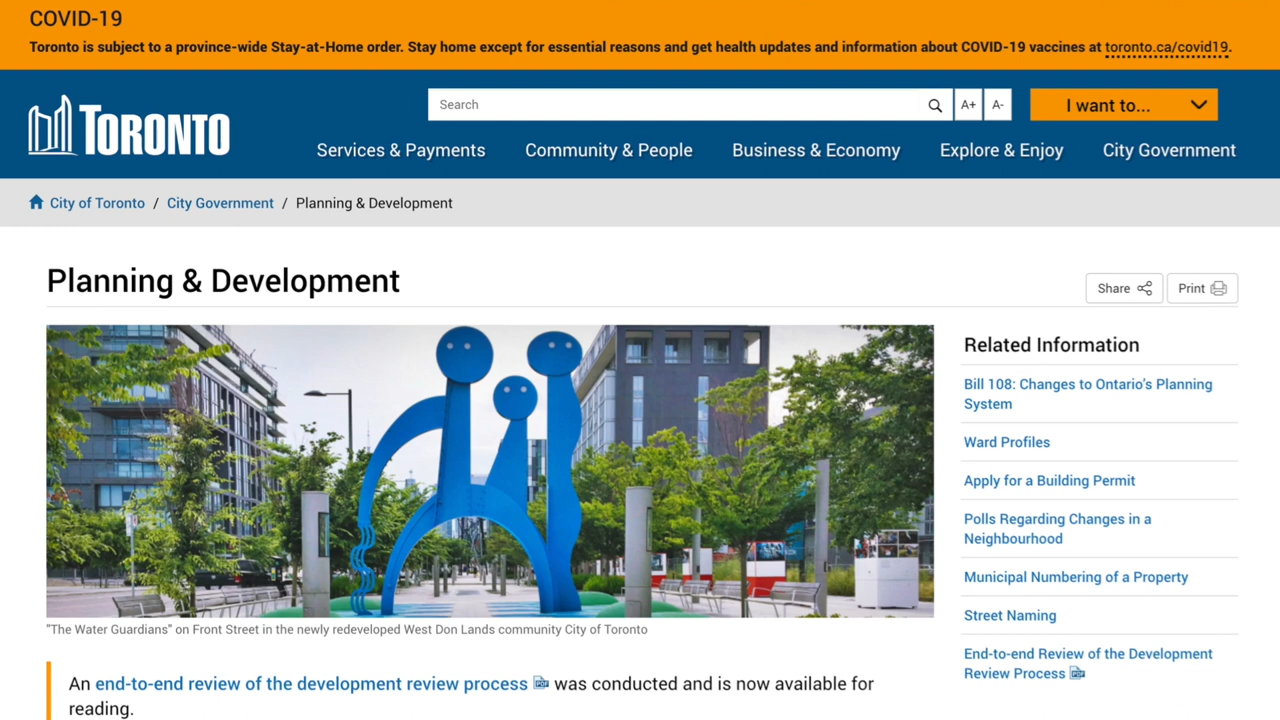 COVID-19
Toronto is subject to a province-wide Stay-at-Home order. Stay home except for essential reasons and get health updates and information about COVID-19 vaccines at toronto.ca/covid19.
TORONTO
Search
A+
A-
I want to...
Services & Payments
Community & People
Business & Economy
Explore & Enjoy
City Government
City of Toronto / City Government / Planning & Development
Planning & Development
Share
Print
"The Water Guardians" on Front Street in the newly redeveloped West Don Lands community City of Toronto
An end-to-end review of the development review process was conducted and is now available for
reading.
Related Information
Bill 108: Changes to Ontario's Planning
System
Ward Profiles
Apply for a Building Permit
Polls Regarding Changes in a
Neighbourhood
Municipal Numbering of a Property
Street Naming
End-to-end Review of the Development
Review Process